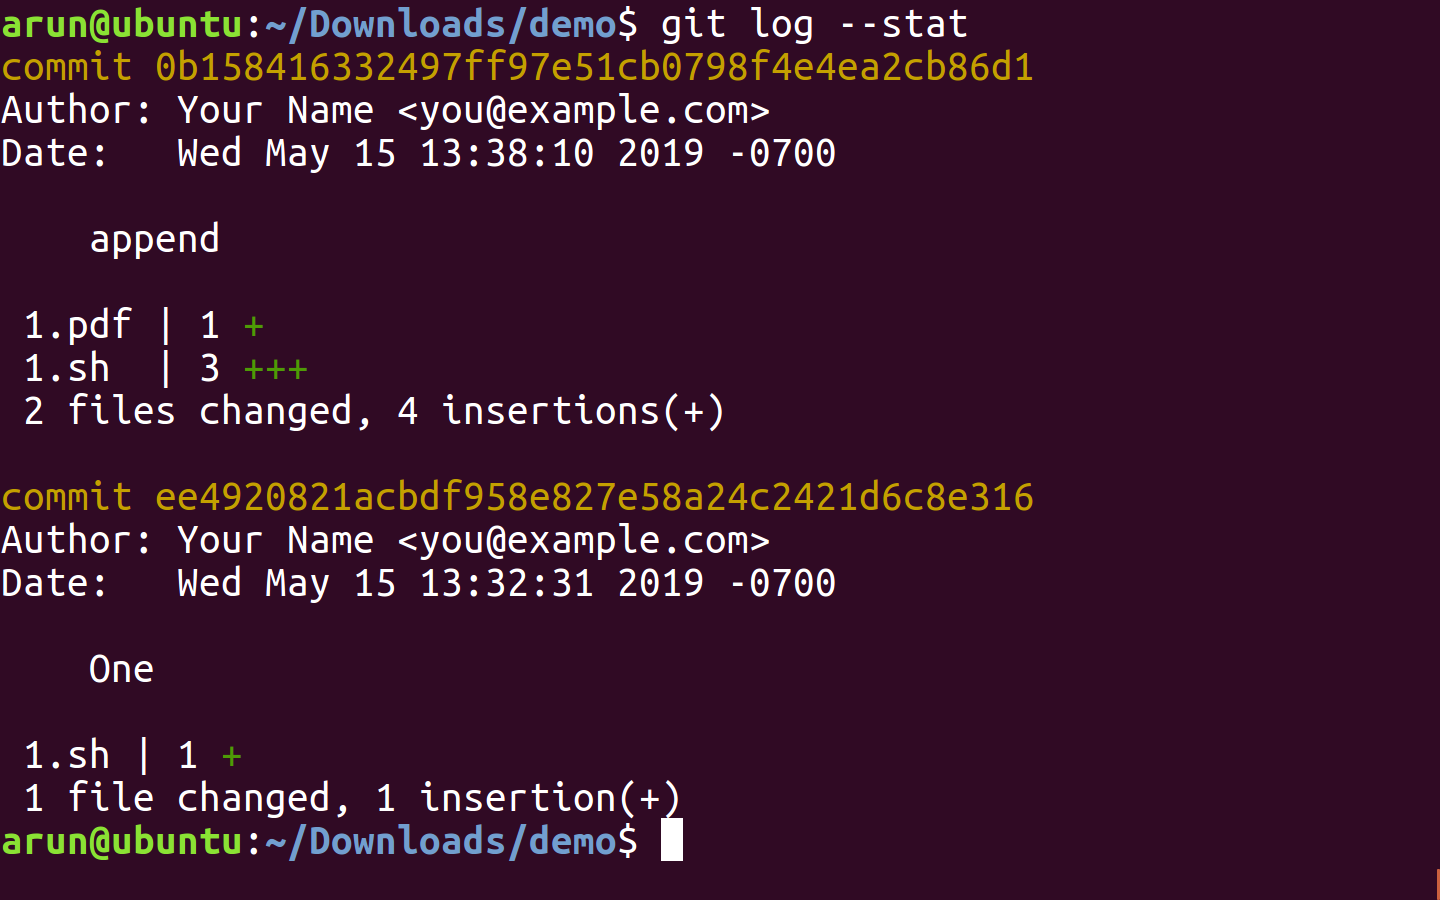 arun@ubuntu:~/Downloads/demo$ git log --stat
commit 0b158416332497ff97e51cb0798f4e4ea2cb86d1
Author: Your Name <you@example.com>
Date:   Wed May 15 13:38:10 2019 -0700

    append

 1.pdf | 1 +
 1.sh  | 3 +++
 2 files changed, 4 insertions(+)

commit ee4920821acbdf958e827e58a24c2421d6c8e316
Author: Your Name <you@example.com>
Date:   Wed May 15 13:32:31 2019 -0700

    One

 1.sh | 1 +
 1 file changed, 1 insertion(+)
arun@ubuntu:~/Downloads/demo$